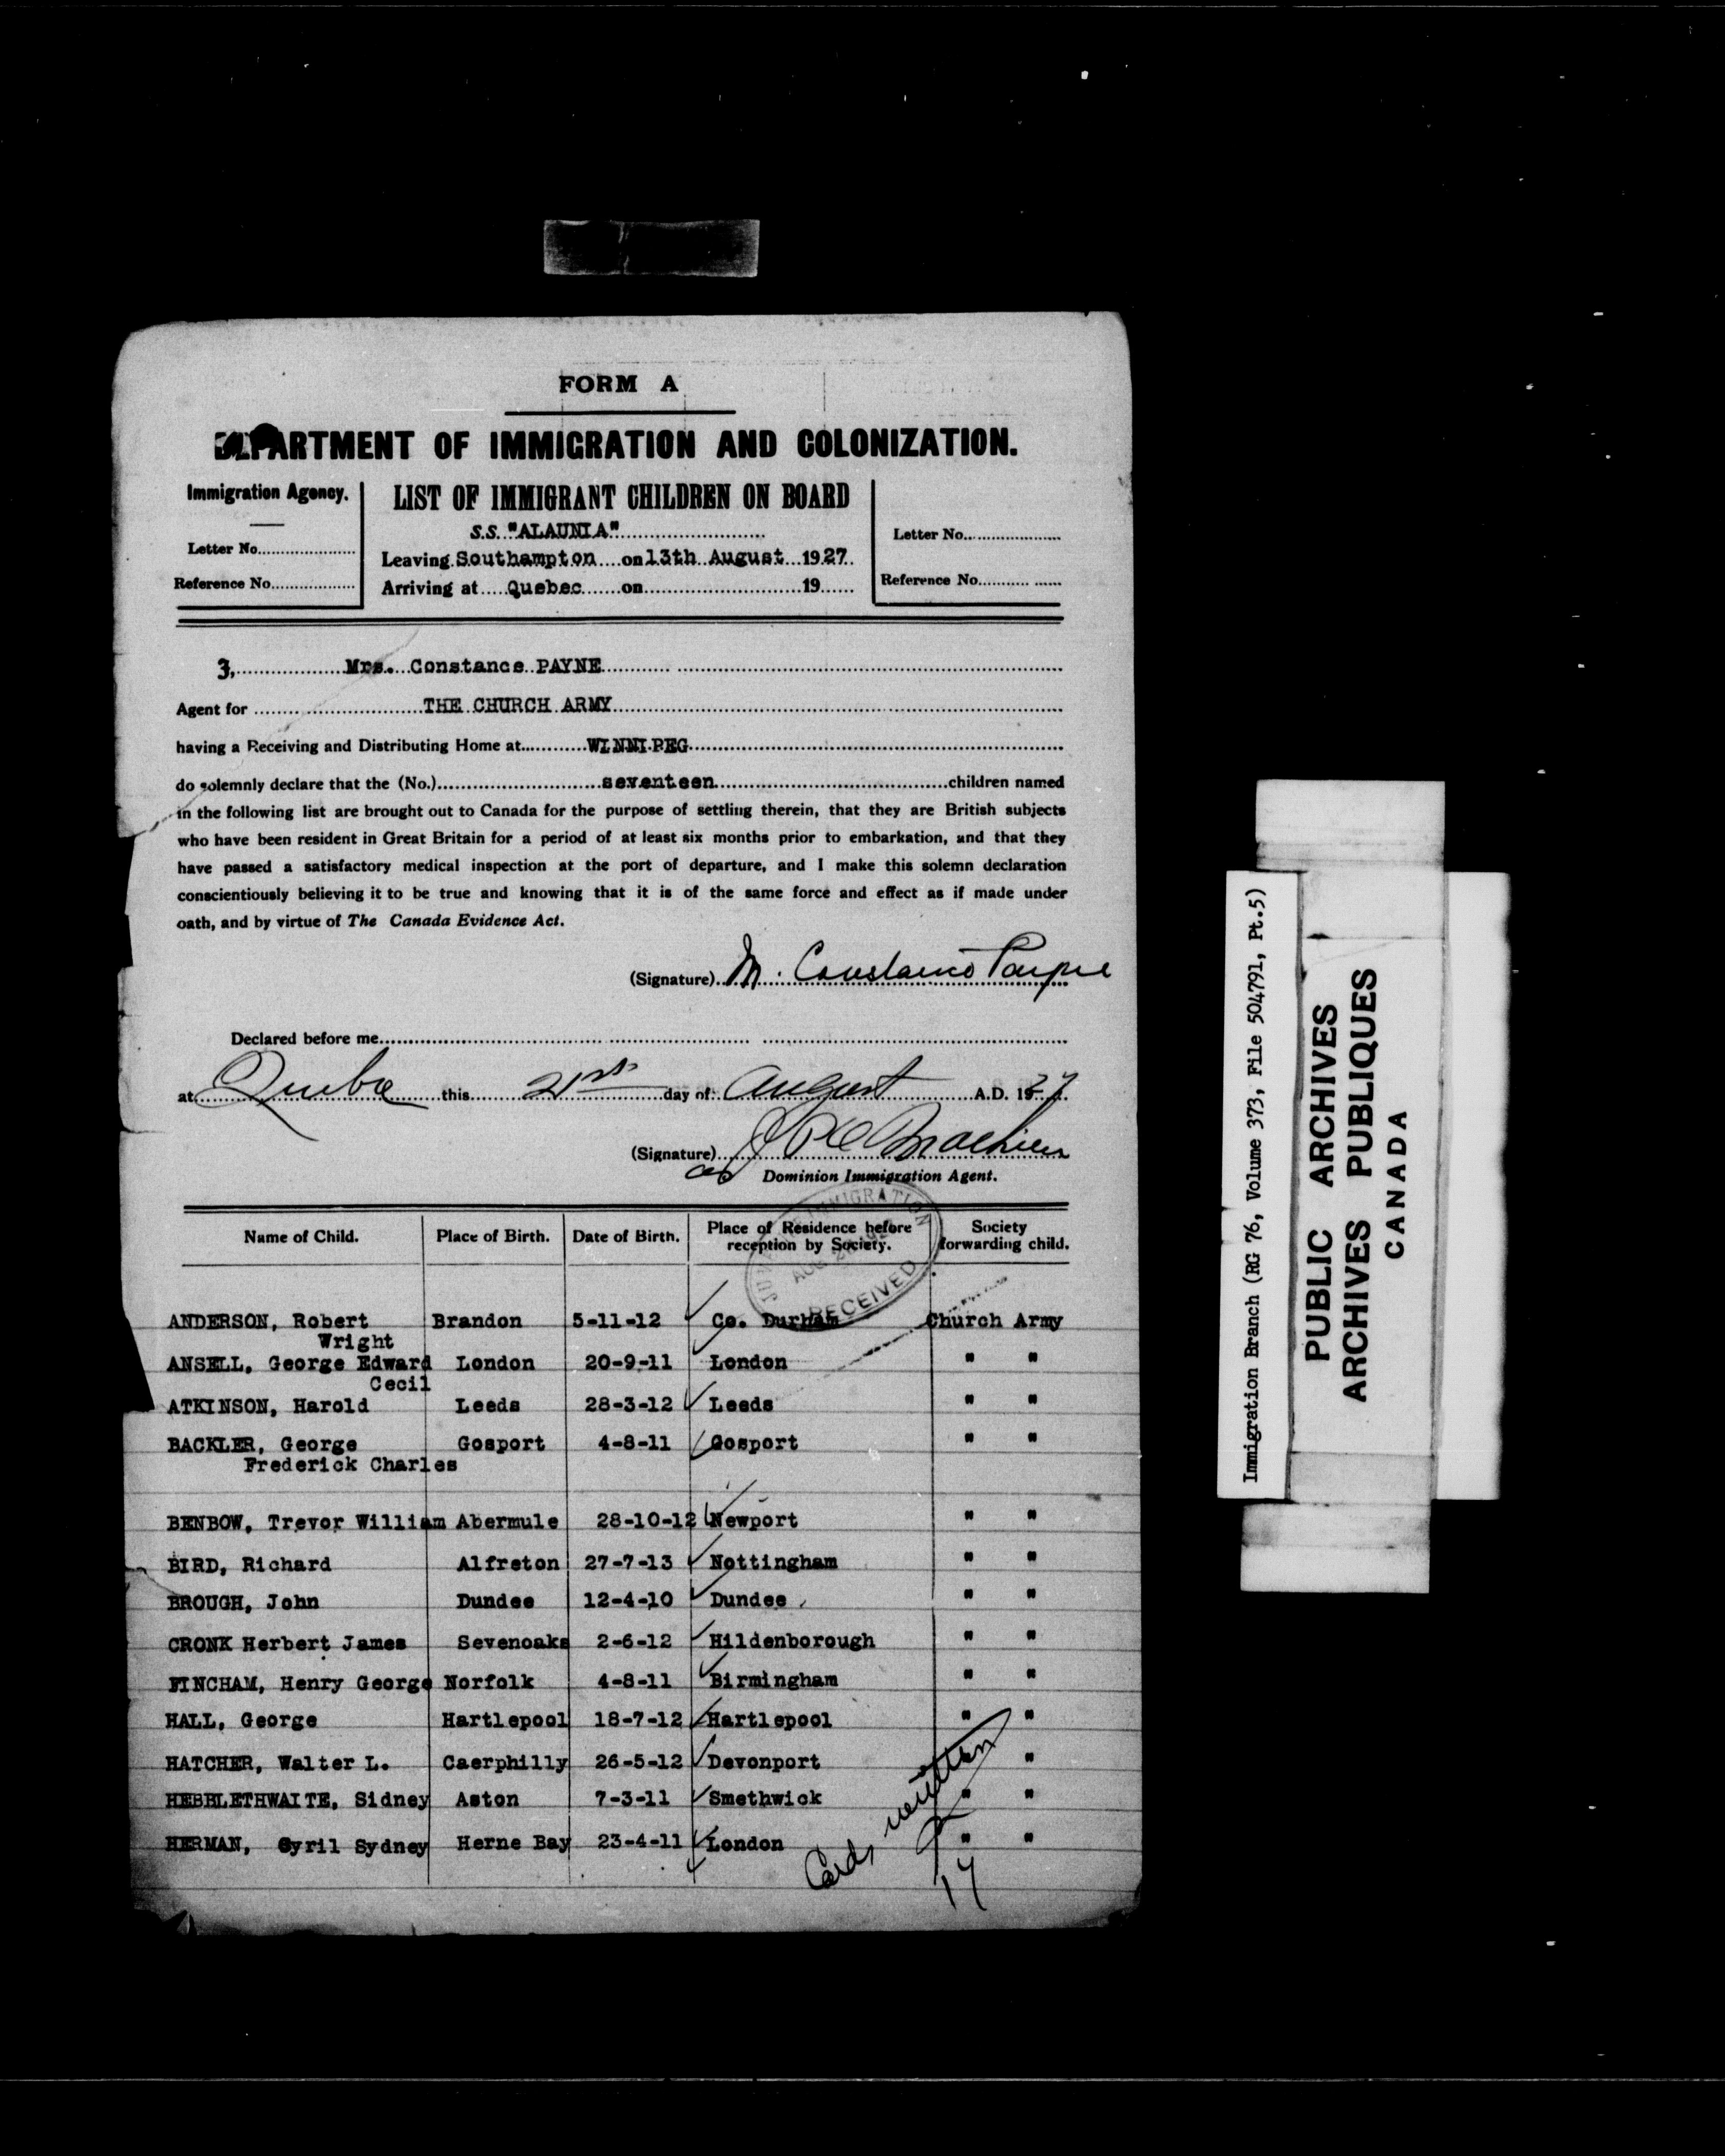 FORM A
DEPARTMENT OF IMMIGRATION AND COLONIZATION.
Immigration Agency.
Letter No.....................
Reference No.................
LIST OF IMMIGRANT CHILDREN ON BOARD
S.S. "ALAUNIA"
Leaving Southampton on 13th August 1927
Arriving at Quebec on 19
Letter No.....................
Reference No.................
3, Mrs. Constance PAYNE
Agent for THE CHURCH ARMY
having a Receiving and Distributing Home at WINNIPEG
do solemnly declare that the (No.) seventeen children named
in the following list are brought out to Canada for the purpose of settling therein, that they are British subjects
who have been resident in Great Britain for a period of at least six months prior to embarkation, and that they
have passed a satisfactory medical inspection at the port of departure, and I make this solemn declaration
conscientiously believing it to be true and knowing that it is of the same force and effect as if made under
oath, and by virtue of The Canada Evidence Act.
(Signature) M. Constance Payne
Declared before me
at Quebec this 21st day of August A.D. 1927
(Signature)
Dominion Immigration Agent.
IMMIGRATION
RECEIVED
Name of Child. Place of Birth. Date of Birth. Place of Residence before reception by Society. Society forwarding child.
ANDERSON, Robert Brandon 5-11-12 Co. Durham Church Army
Wright
ANSELL, George Edward London 20-9-11 London " "
Cecil
ATKINSON, Harold Leeds 28-3-12 Leeds " "
BACKLER, George Gosport 4-8-11 Gosport " "
Frederick Charles
BENBOW, Trevor William Abermule 28-10-12 Newport " "
BIRD, Richard Alfreton 27-7-13 Nottingham " "
BROUGH, John Dundee 12-4-10 Dundee " "
CRONK Herbert James Sevenoaks 2-6-12 Hildenborough " "
FINCHAM, Henry George Norfolk 4-8-11 Birmingham " "
HALL, George Hartlepool 18-7-12 Hartlepool " "
HATCHER, Walter L. Caerphilly 26-5-12 Devonport "
HEBBLETHWAITE, Sidney Aston 7-3-11 Smethwick " "
HERMAN, Cyril Sydney Herne Bay 23-4-11 London " "
Cards written
17
Immigration Branch (RG 76, Volume 373, File 504791, Pt.5)
PUBLIC ARCHIVES
ARCHIVES PUBLIQUES
CANADA